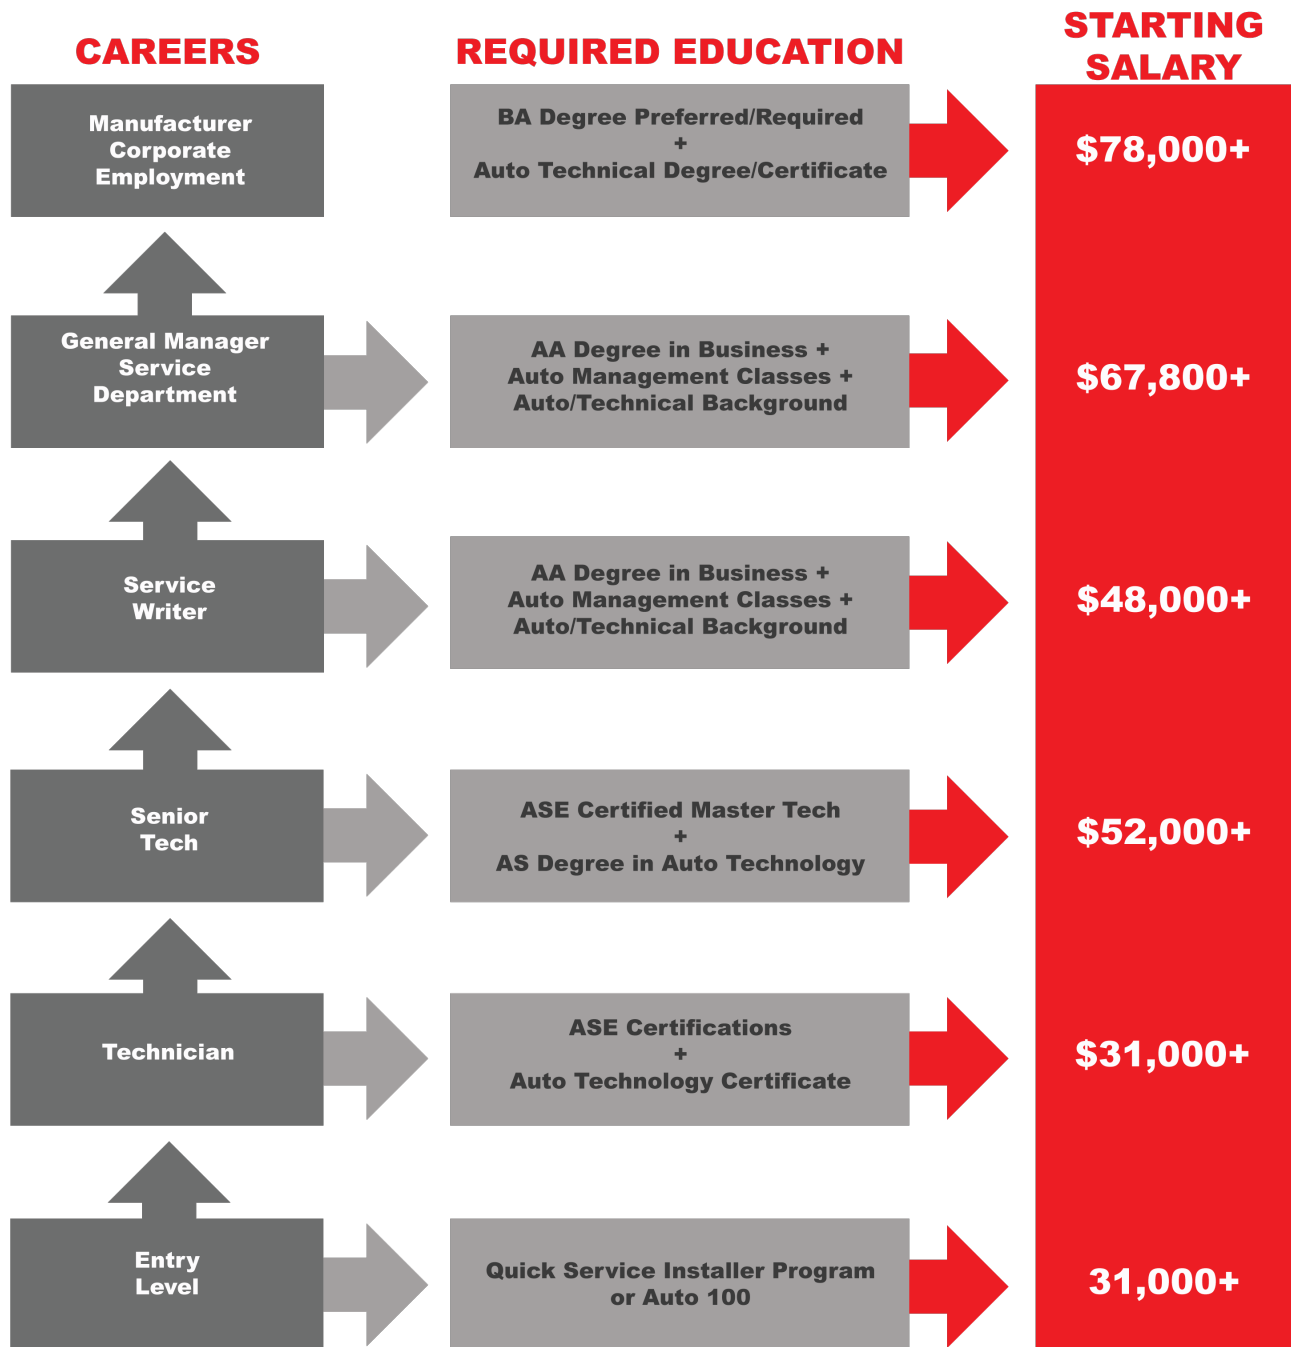 CAREERS
REQUIRED EDUCATION
STARTING
SALARY
Manufacturer
Corporate
Employment
BA Degree Preferred/Required
+
Auto Technical Degree/Certificate
$78,000+
General Manager
Service
Department
AA Degree in Business +
Auto Management Classes +
Auto/Technical Background
$67,800+
Service
Writer
AA Degree in Business +
Auto Management Classes +
Auto/Technical Background
$48,000+
Senior
Tech
ASE Certified Master Tech
+
AS Degree in Auto Technology
$52,000+
Technician
ASE Certifications
+
Auto Technology Certificate
$31,000+
Entry
Level
Quick Service Installer Program
or Auto 100
31,000+